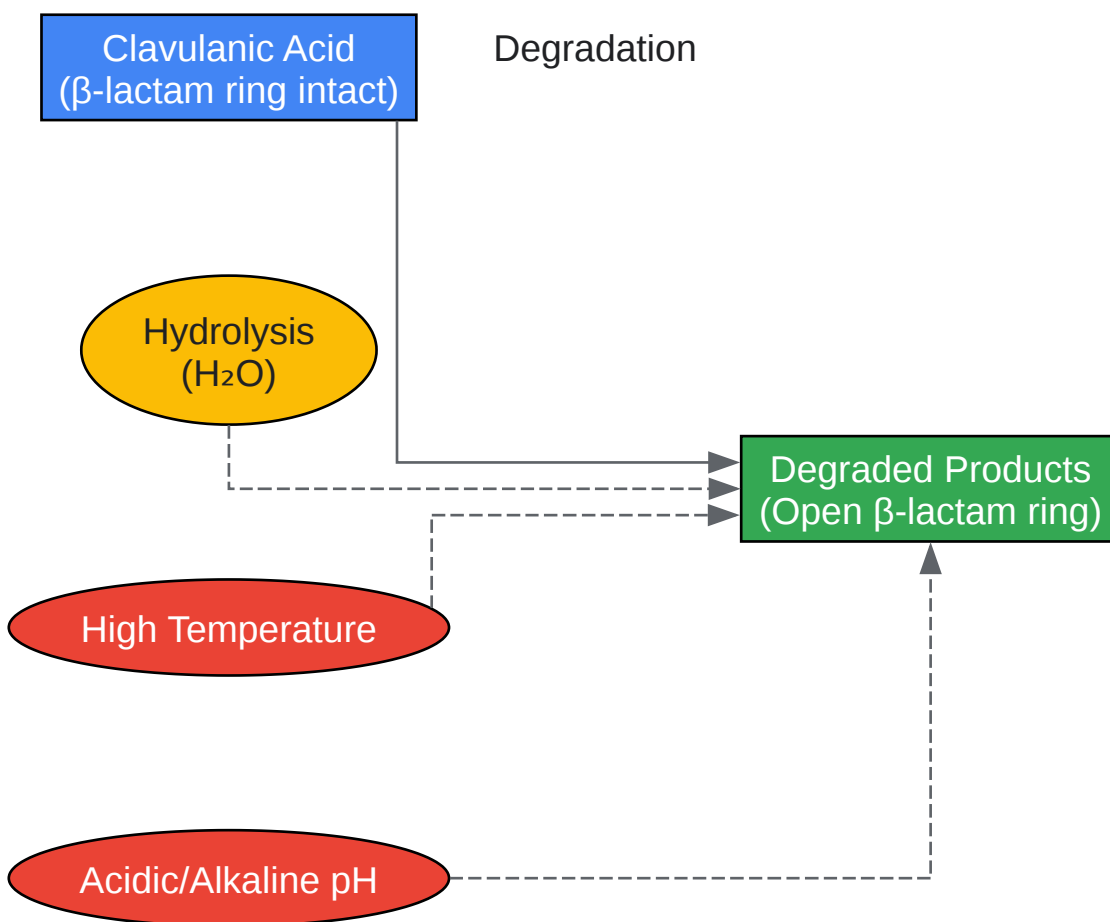 Clavulanic Acid
(β-lactam ring intact)
Degradation
Hydrolysis
(H₂O)
Degraded Products
(Open β-lactam ring)
High Temperature
Acidic/Alkaline pH